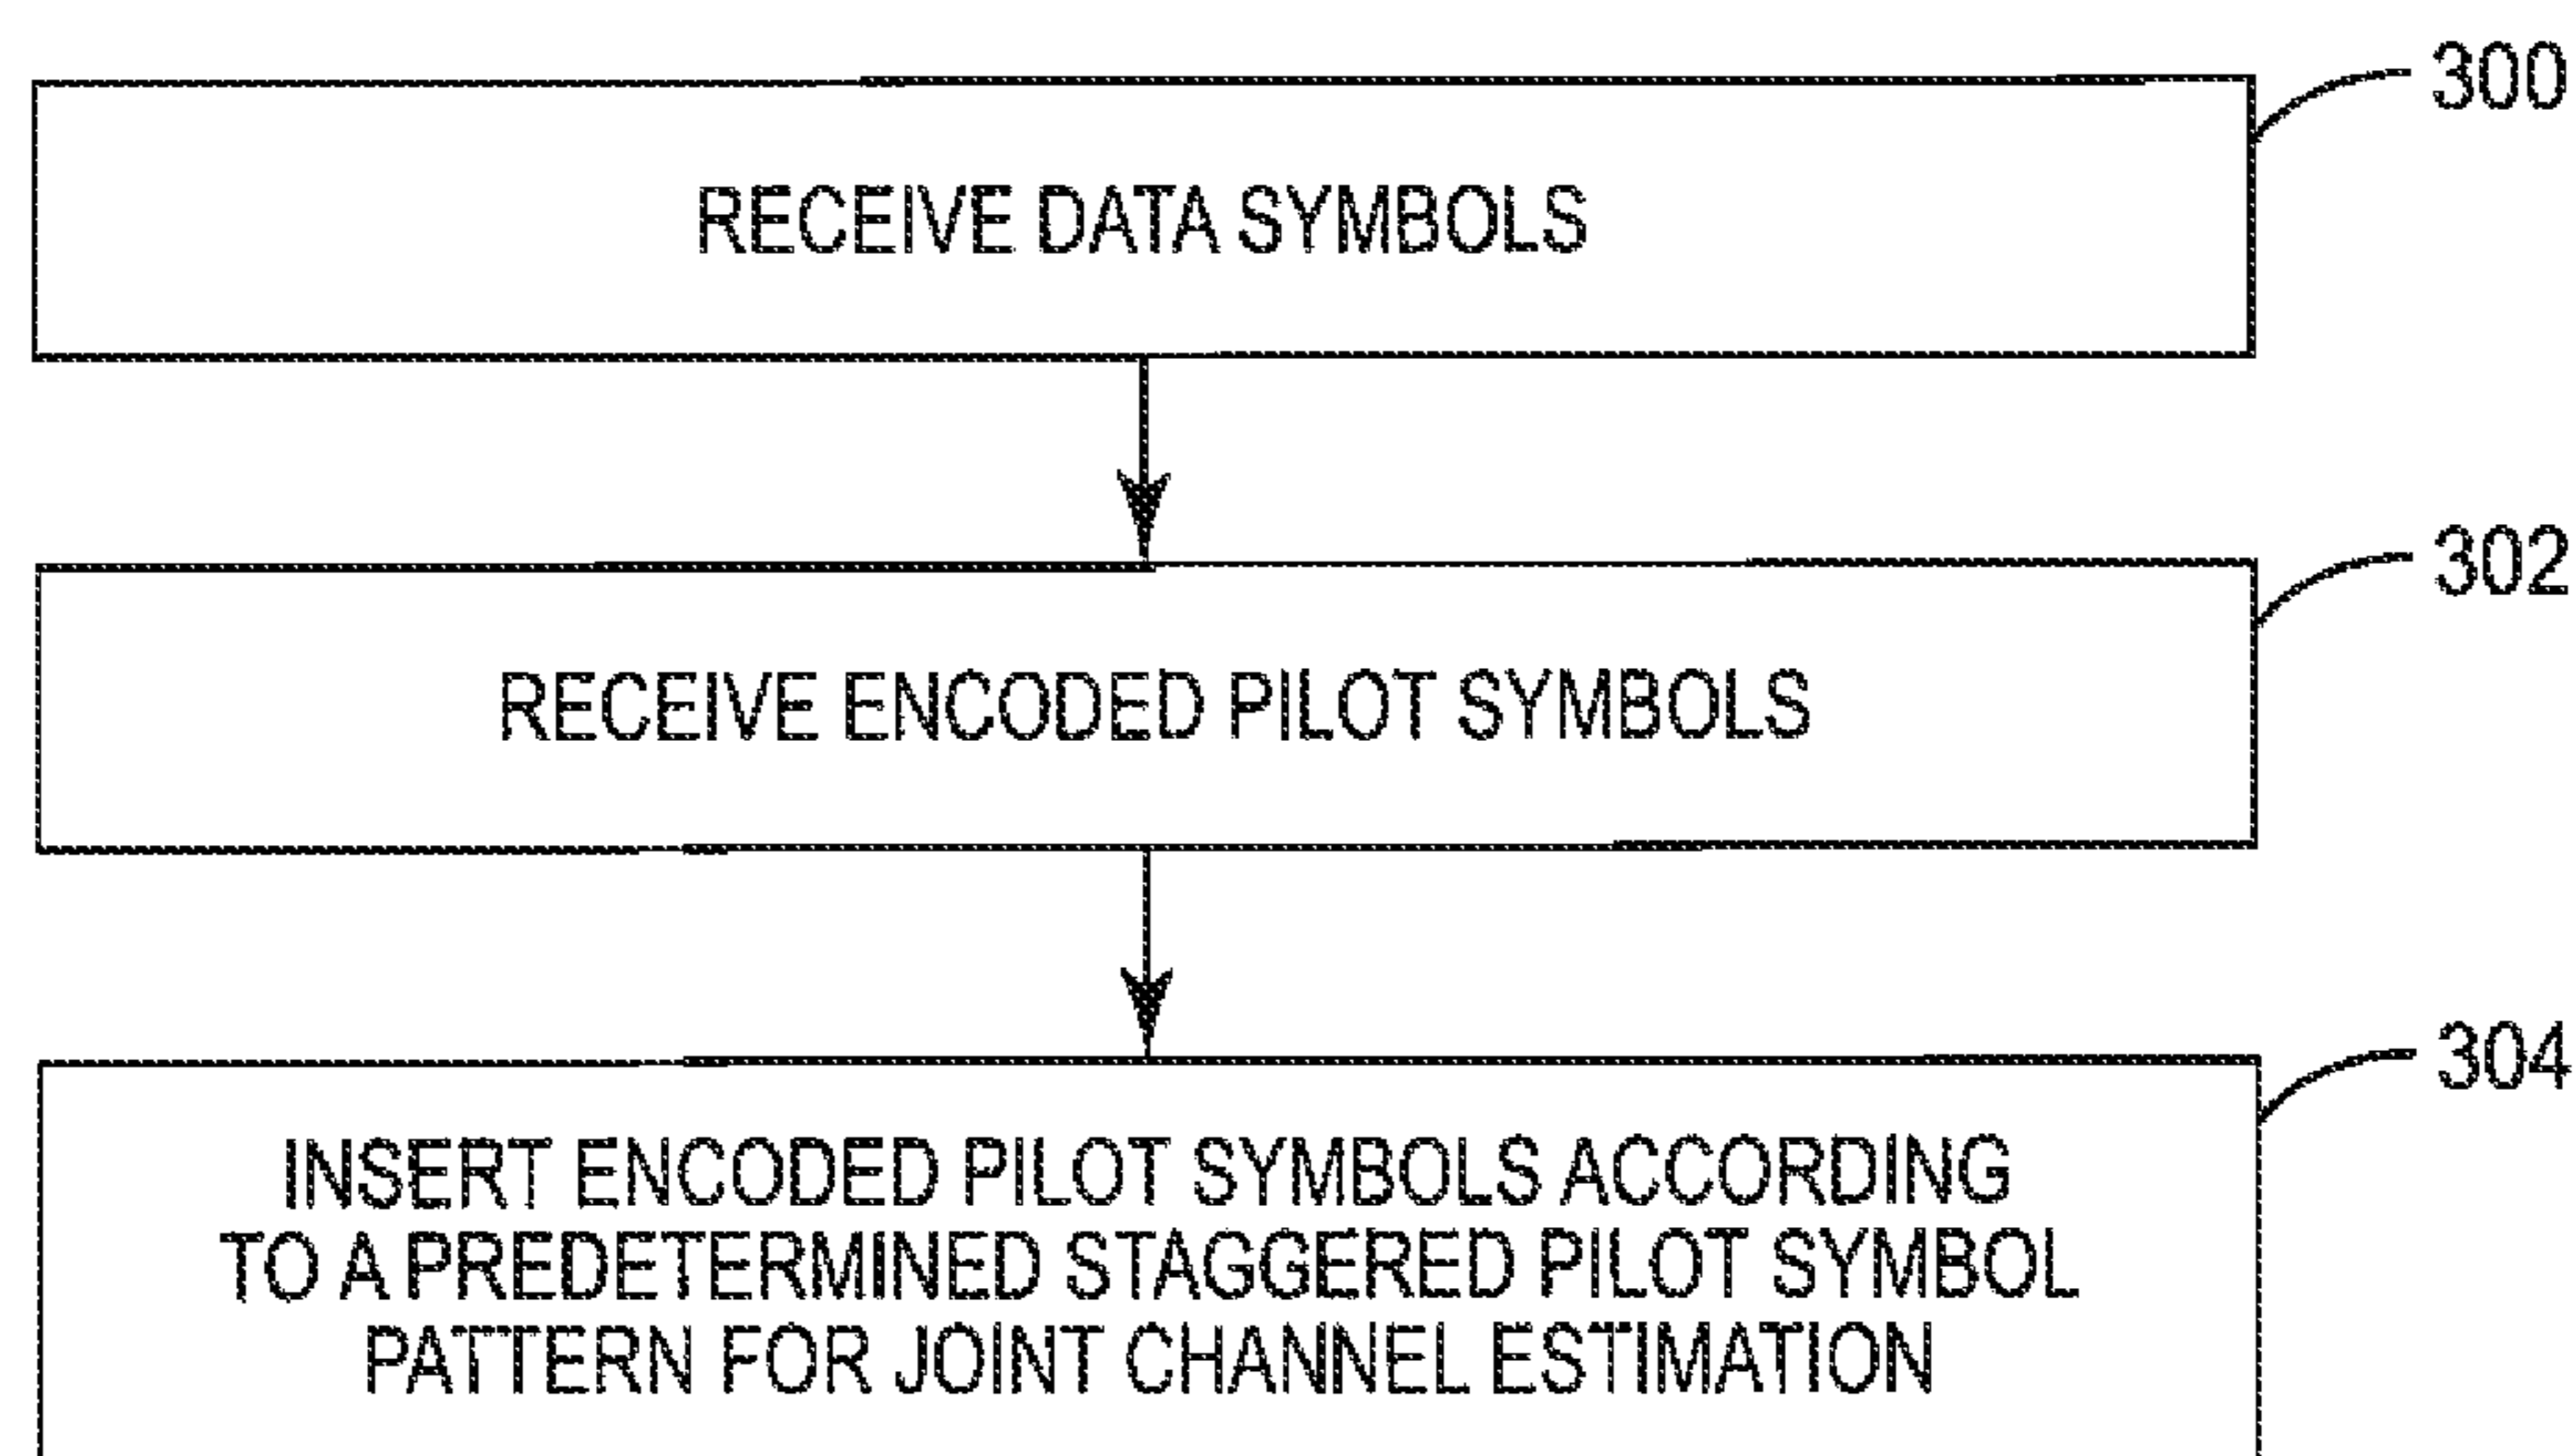 300
RECEIVE DATA SYMBOLS
302
RECEIVE ENCODED PILOT SYMBOLS
304
INSERT ENCODED PILOT SYMBOLS ACCORDING
TO A PREDETERMINED STAGGERED PILOT SYMBOL
PATTERN FOR JOINT CHANNEL ESTIMATION